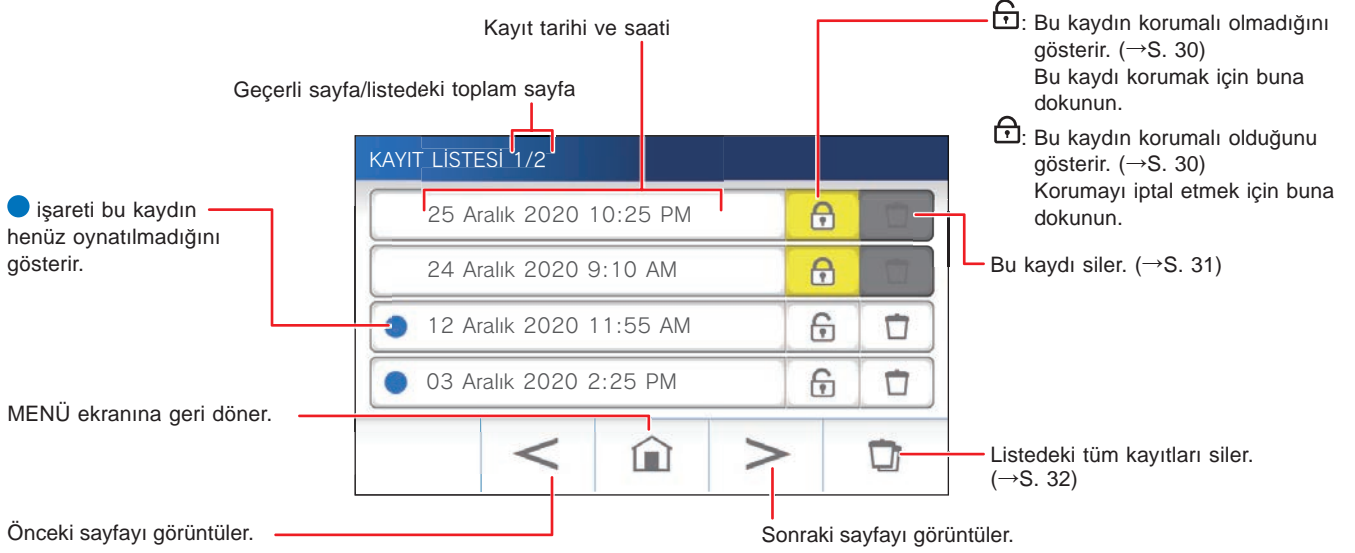 Kayıt tarihi ve saati
Geçerli sayfa/listedeki toplam sayfa
: Bu kaydın korumalı olmadığını
gösterir. (→S. 30)
Bu kaydı korumak için buna
dokunun.
: Bu kaydın korumalı olduğunu
gösterir. (→S. 30)
Korumayı iptal etmek için buna
dokunun.
KAYIT LİSTESİ 1/2
25 Aralık 2020 10:25 PM
24 Aralık 2020 9:10 AM
12 Aralık 2020 11:55 AM
03 Aralık 2020 2:25 PM
işareti bu kaydın
henüz oynatılmadığını
gösterir.
Bu kaydı siler. (→S. 31)
MENÜ ekranına geri döner.
Listedeki tüm kayıtları siler.
(→S. 32)
Önceki sayfayı görüntüler.
Sonraki sayfayı görüntüler.